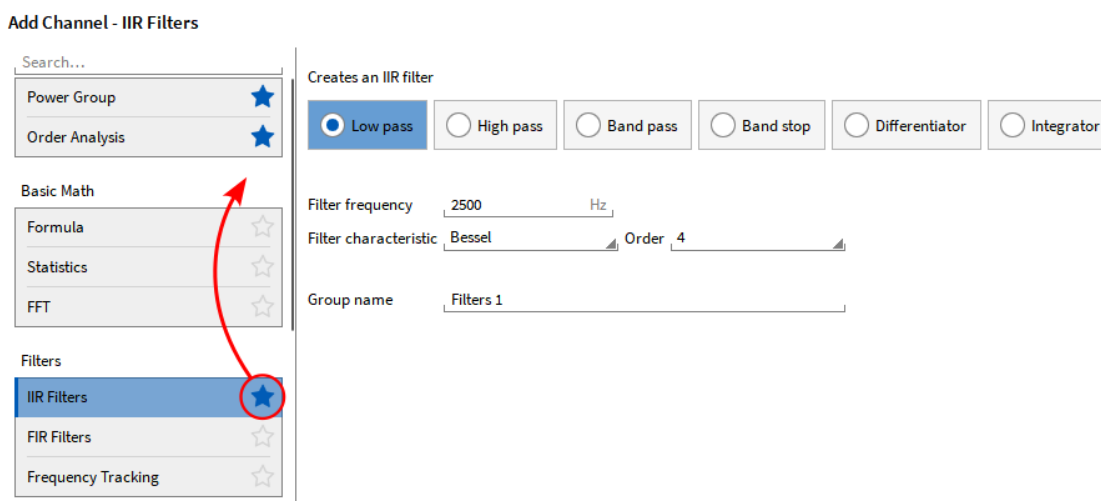 Add Channel - IIR Filters
Search...
Power Group
Order Analysis
Basic Math
Formula
Statistics
FFT
Filters
IIR Filters
FIR Filters
Frequency Tracking
Creates an IIR filter
Low pass High pass Band pass Band stop Differentiator Integrator
Filter frequency 2500 Hz
Filter characteristic Bessel Order 4
Group name Filters 1